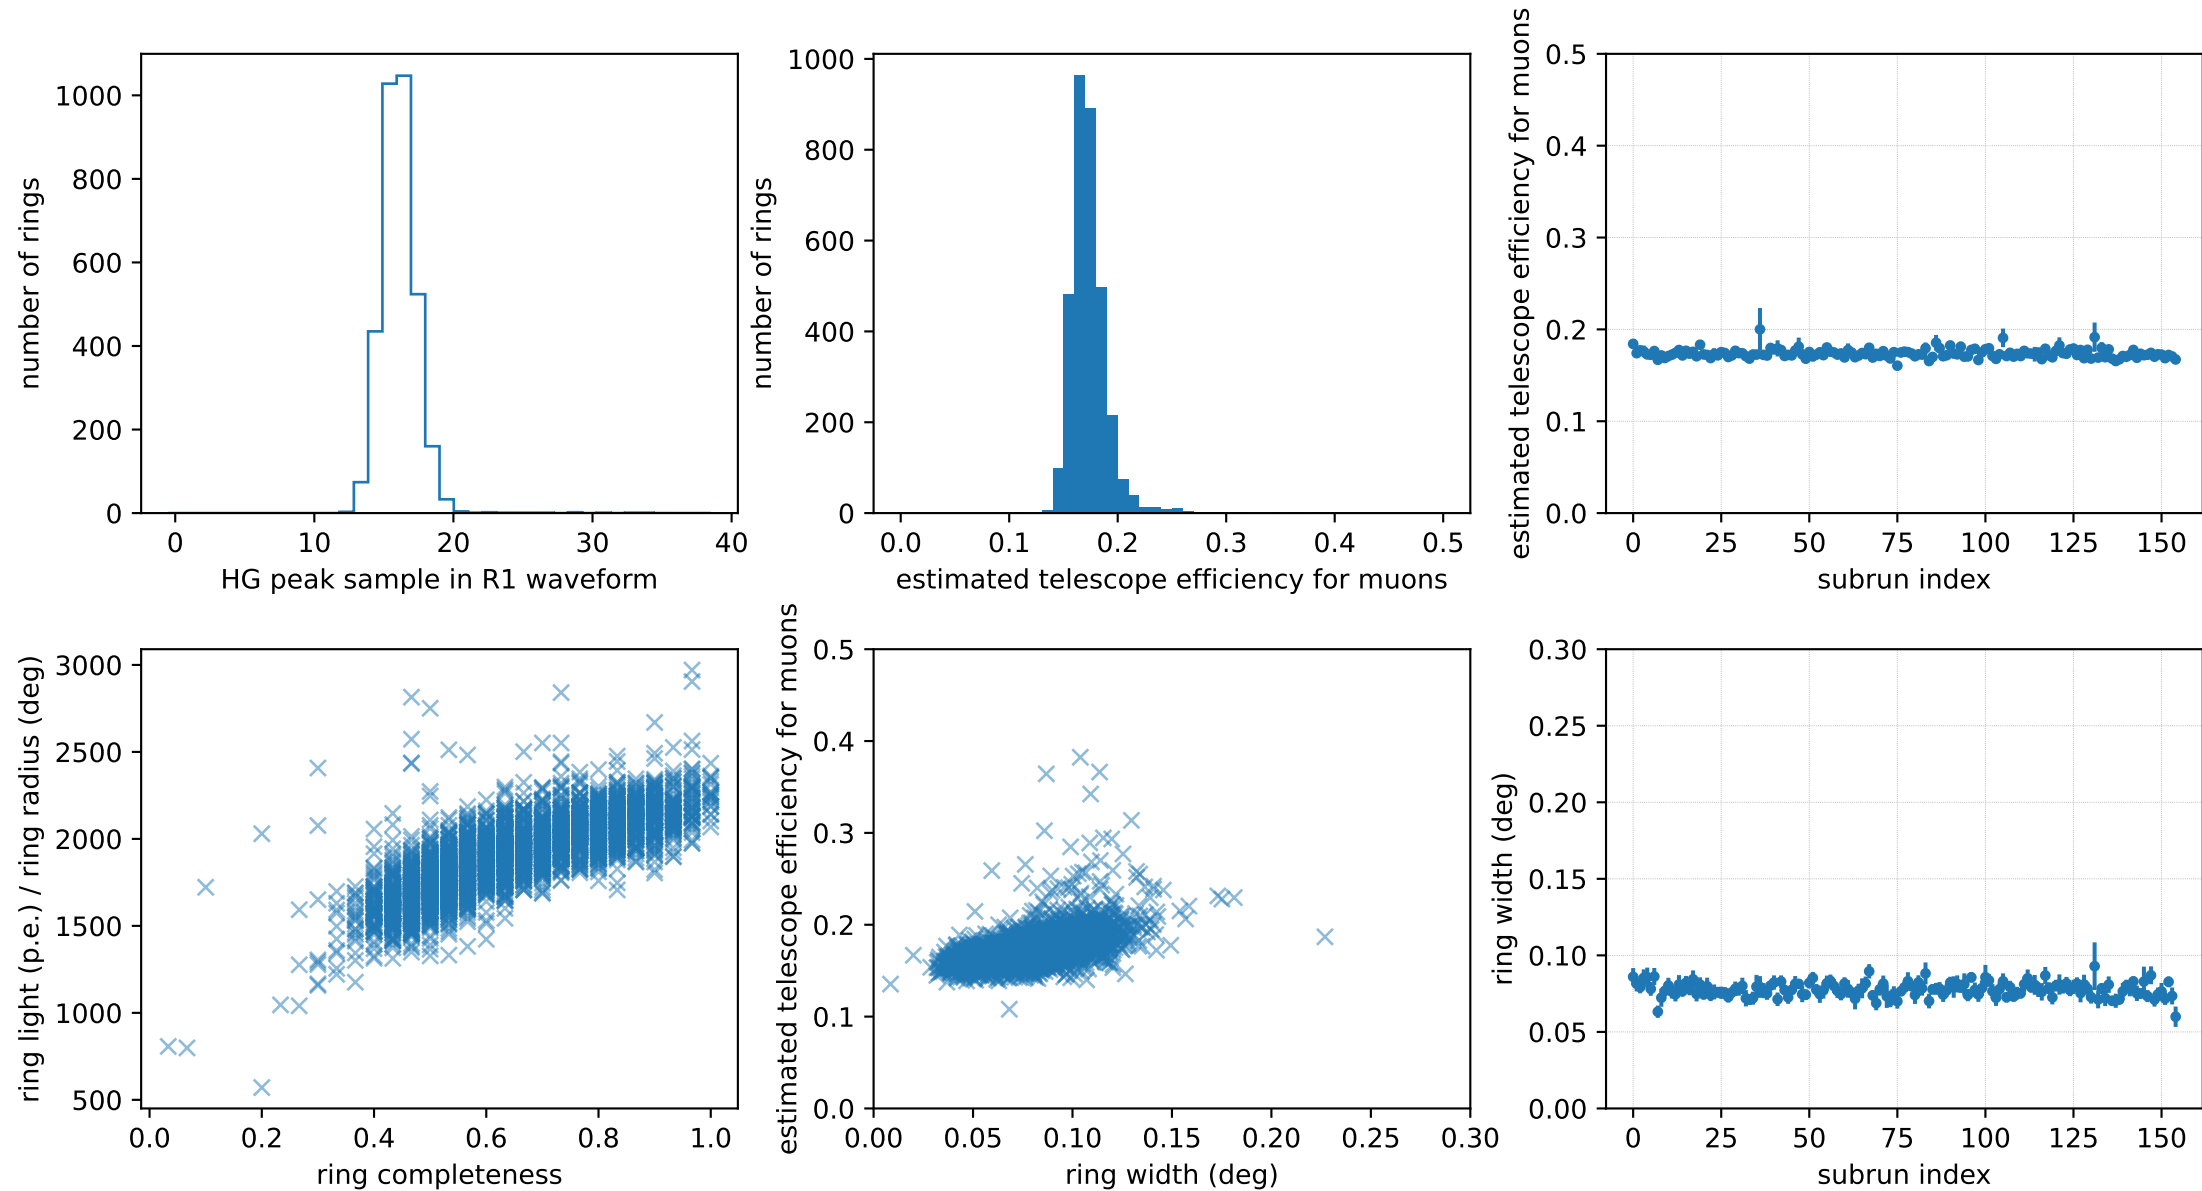 number of rings
1000
800
600
400
200
0
0 10 20 30 40
HG peak sample in R1 waveform
number of rings
1000
800
600
400
200
0
0.0 0.1 0.2 0.3 0.4 0.5
estimated telescope efficiency for muons
estimated telescope efficiency for muons
0.5
0.4
0.3
0.2
0.1
0.0
0 25 50 75 100 125 150
subrun index
ring light (p.e.) / ring radius (deg)
3000
2500
2000
1500
1000
500
0.0 0.2 0.4 0.6 0.8 1.0
ring completeness
estimated telescope efficiency for muons
0.5
0.4
0.3
0.2
0.1
0.0
0.00 0.05 0.10 0.15 0.20 0.25 0.30
ring width (deg)
ring width (deg)
0.30
0.25
0.20
0.15
0.10
0.05
0.00
0 25 50 75 100 125 150
subrun index